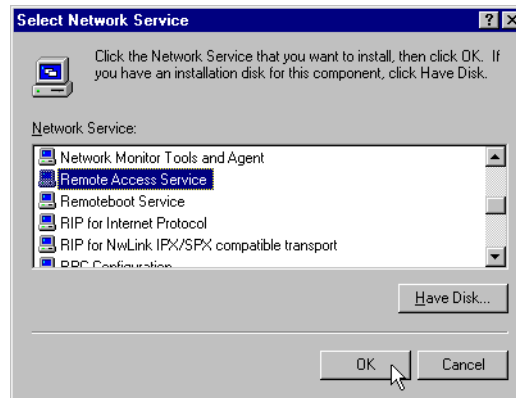 Select Network Service
Click the Network Service that you want to install, then click OK. If
you have an installation disk for this component, click Have Disk.
Network Service:
Network Monitor Tools and Agent
Remote Access Service
Remoteboot Service
RIP for Internet Protocol
RIP for NwLink IPX/SPX compatible transport
RPC Configuration
Have Disk...
OK
Cancel